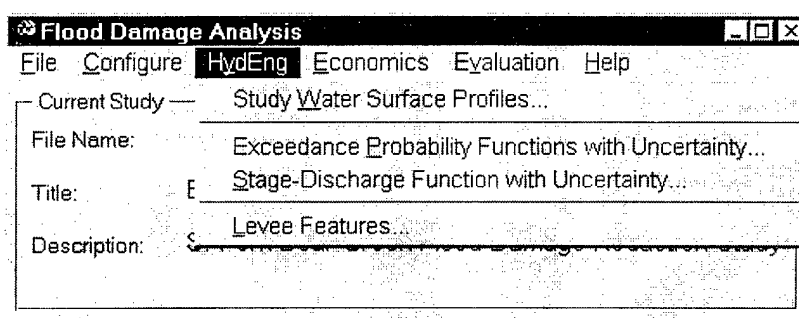 Flood Damage Analysis
File Configure HydEng Economics Evaluation Help
Current Study
Study Water Surface Profiles...
File Name:
Exceedance Probability Functions with Uncertainty...
Stage-Discharge Function with Uncertainty...
Title:
Levee Features...
Description: